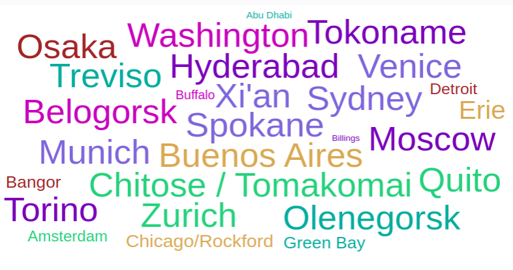 Abu Dhabi
Washington
Tokoname
Osaka
Hyderabad
Venice
Treviso
Buffalo
Xi'an
Sydney
Detroit
Belogorsk
Erie
Spokane
Billings
Moscow
Munich
Buenos Aires
Bangor
Chitose / Tomakomai
Quito
Torino
Zurich
Olenegorsk
Amsterdam
Chicago/Rockford
Green Bay